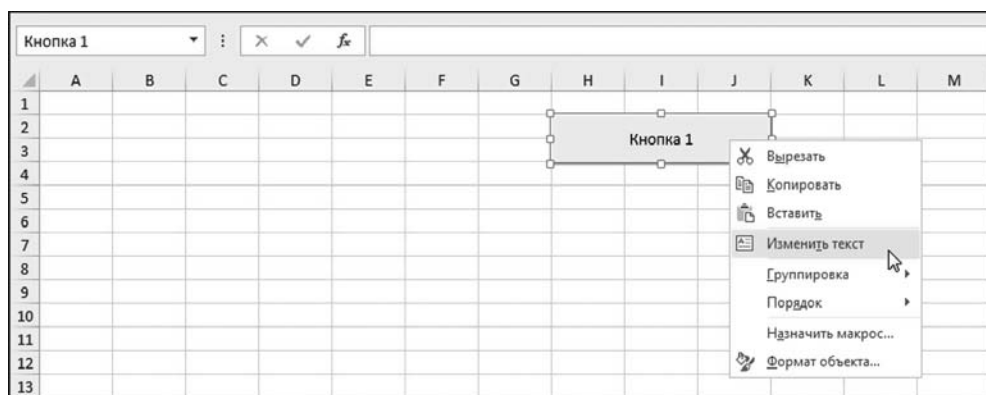 Кнопка 1
fx
A B C D E F G H I J K L M
1
2
3
4
5
6
7
8
9
10
11
12
13
Кнопка 1
Вырезать
Копировать
Вставить
Изменить текст
Группировка
Порядок
Назначить макрос...
Формат объекта...